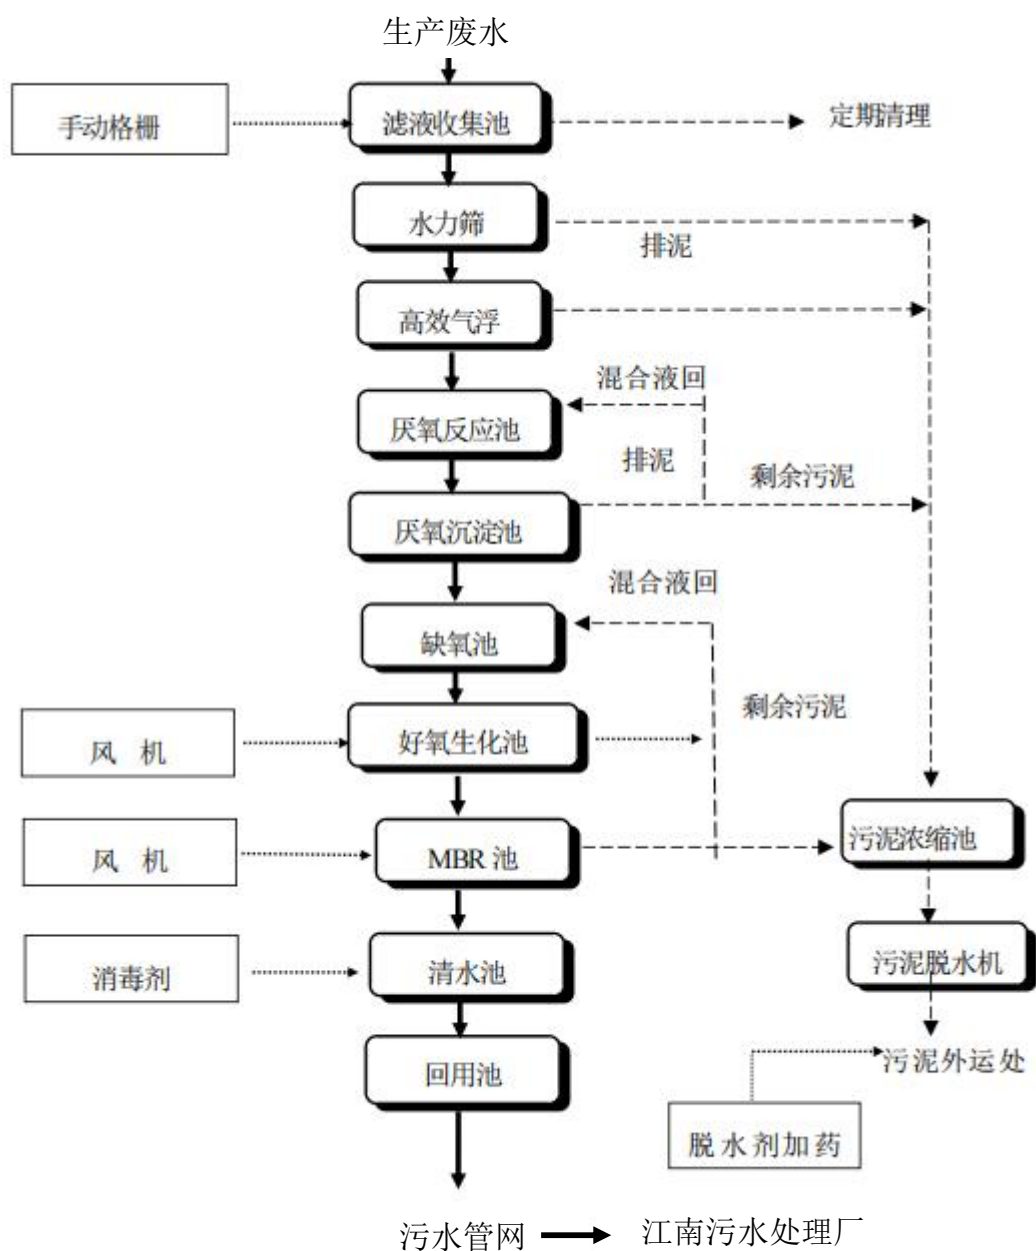 生产废水
手动格栅
滤液收集池
定期清理
水力筛
排泥
高效气浮
混合液回
厌氧反应池
排泥
剩余污泥
厌氧沉淀池
混合液回
缺氧池
剩余污泥
风 机
好氧生化池
风 机
MBR 池
污泥浓缩池
消毒剂
清水池
污泥脱水机
回用池
污泥外运处
脱水剂加药
污水管网
江南污水处理厂